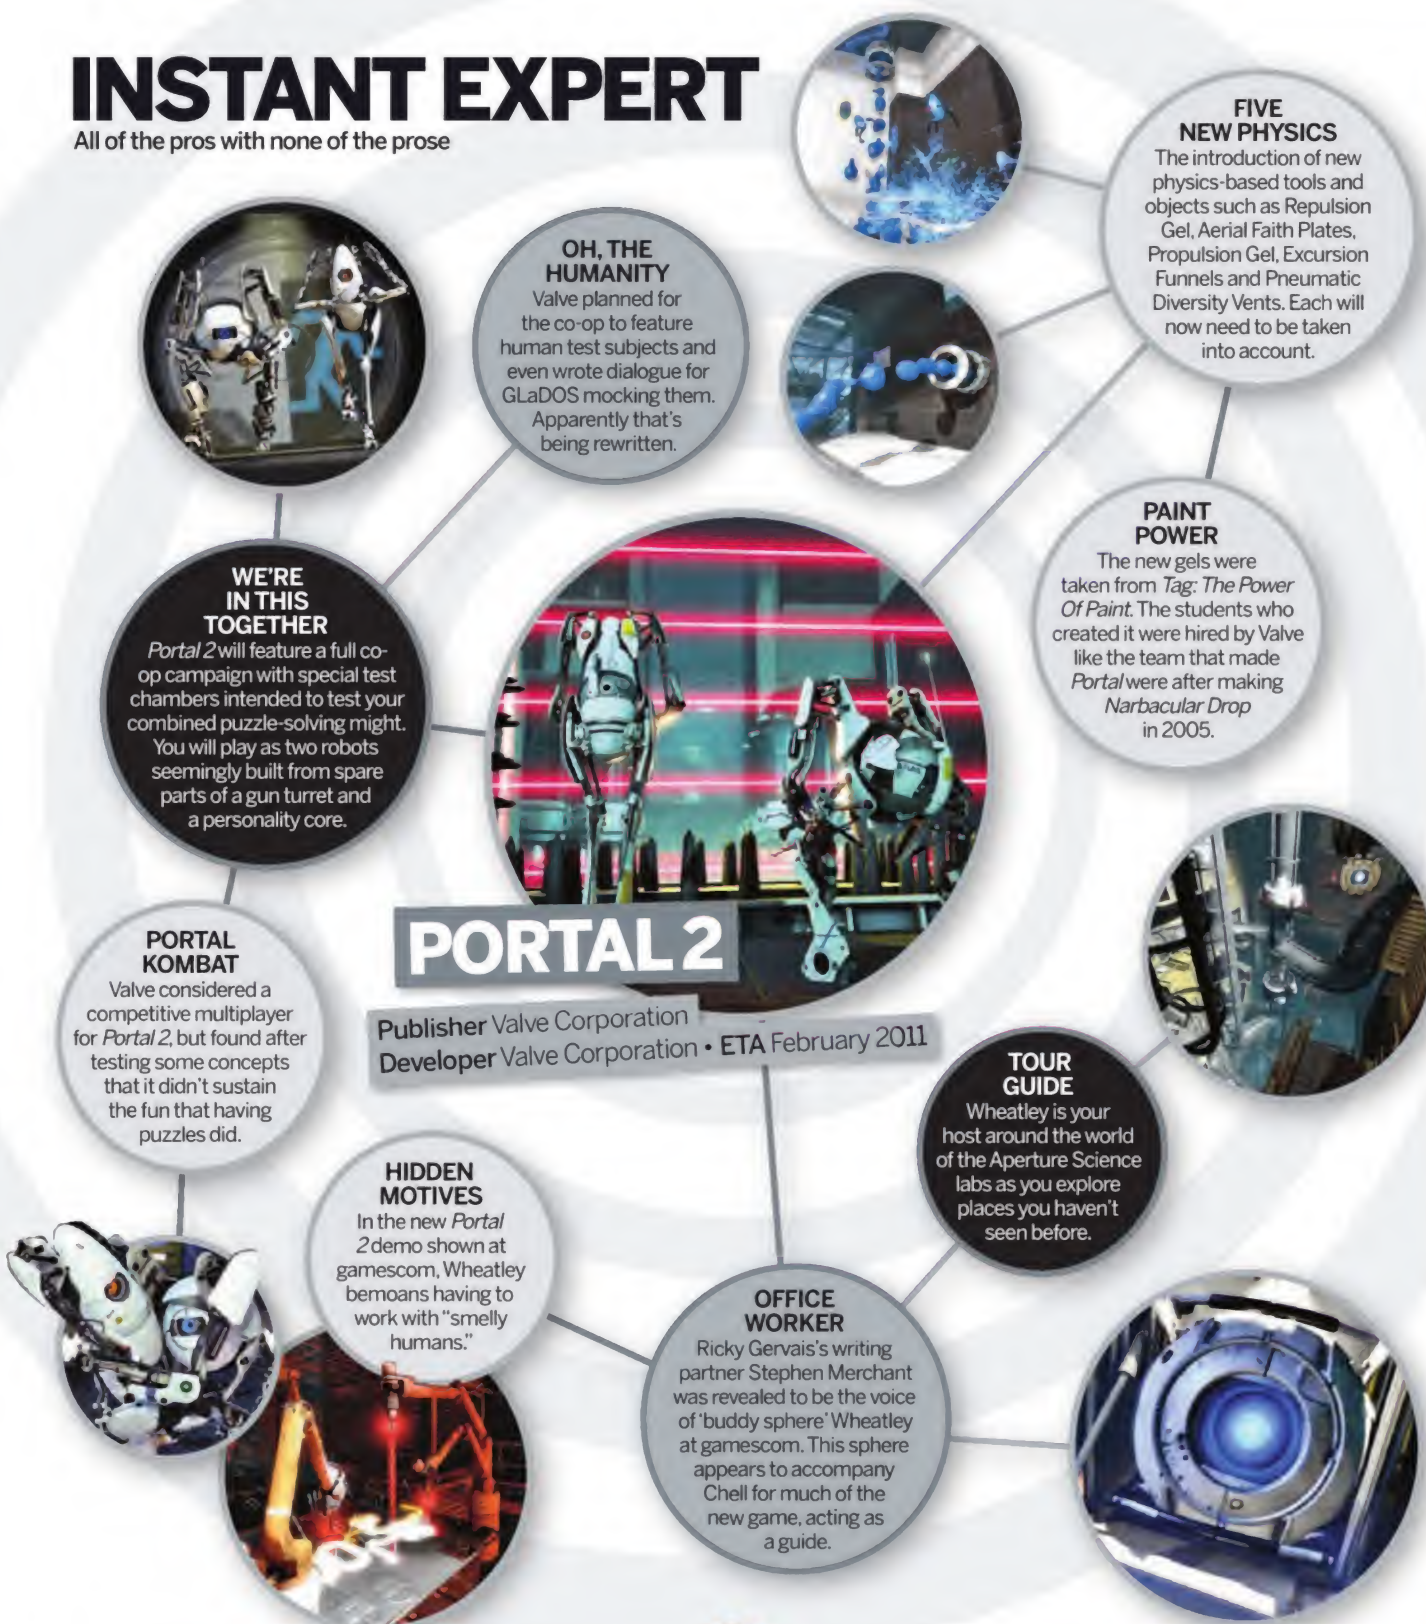 INSTANT EXPERT
All of the pros with none of the prose
FIVE
NEW PHYSICS
The introduction of new
physics-based tools and
objects such as Repulsion
Gel, Aerial Faith Plates,
Propulsion Gel, Excursion
Funnels and Pneumatic
Diversity Vents. Each will
now need to be taken
into account.
OH, THE
HUMANITY
Valve planned for
the co-op to feature
human test subjects and
even wrote dialogue for
GLaDOS mocking them.
Apparently that's
being rewritten.
PAINT
POWER
The new gels were
taken from Tag: The Power
Of Paint. The students who
created it were hired by Valve
like the team that made
Portal were after making
Narbacular Drop
in 2005.
WE'RE
IN THIS
TOGETHER
Portal 2 will feature a full co-
op campaign with special test
chambers intended to test your
combined puzzle-solving might.
You will play as two robots
seemingly built from spare
parts of a gun turret and
a personality core.
PORTAL 2
Publisher Valve Corporation
Developer Valve Corporation • ETA February 2011
PORTAL
KOMBAT
Valve considered a
competitive multiplayer
for Portal 2, but found after
testing some concepts
that it didn't sustain
the fun that having
puzzles did.
TOUR
GUIDE
Wheatley is your
host around the world
of the Aperture Science
labs as you explore
places you haven't
seen before.
HIDDEN
MOTIVES
In the new Portal
2 demo shown at
gamescom, Wheatley
bemoans having to
work with "smelly
humans."
OFFICE
WORKER
Ricky Gervais's writing
partner Stephen Merchant
was revealed to be the voice
of 'buddy sphere' Wheatley
at gamescom. This sphere
appears to accompany
Chell for much of the
new game, acting as
a guide.